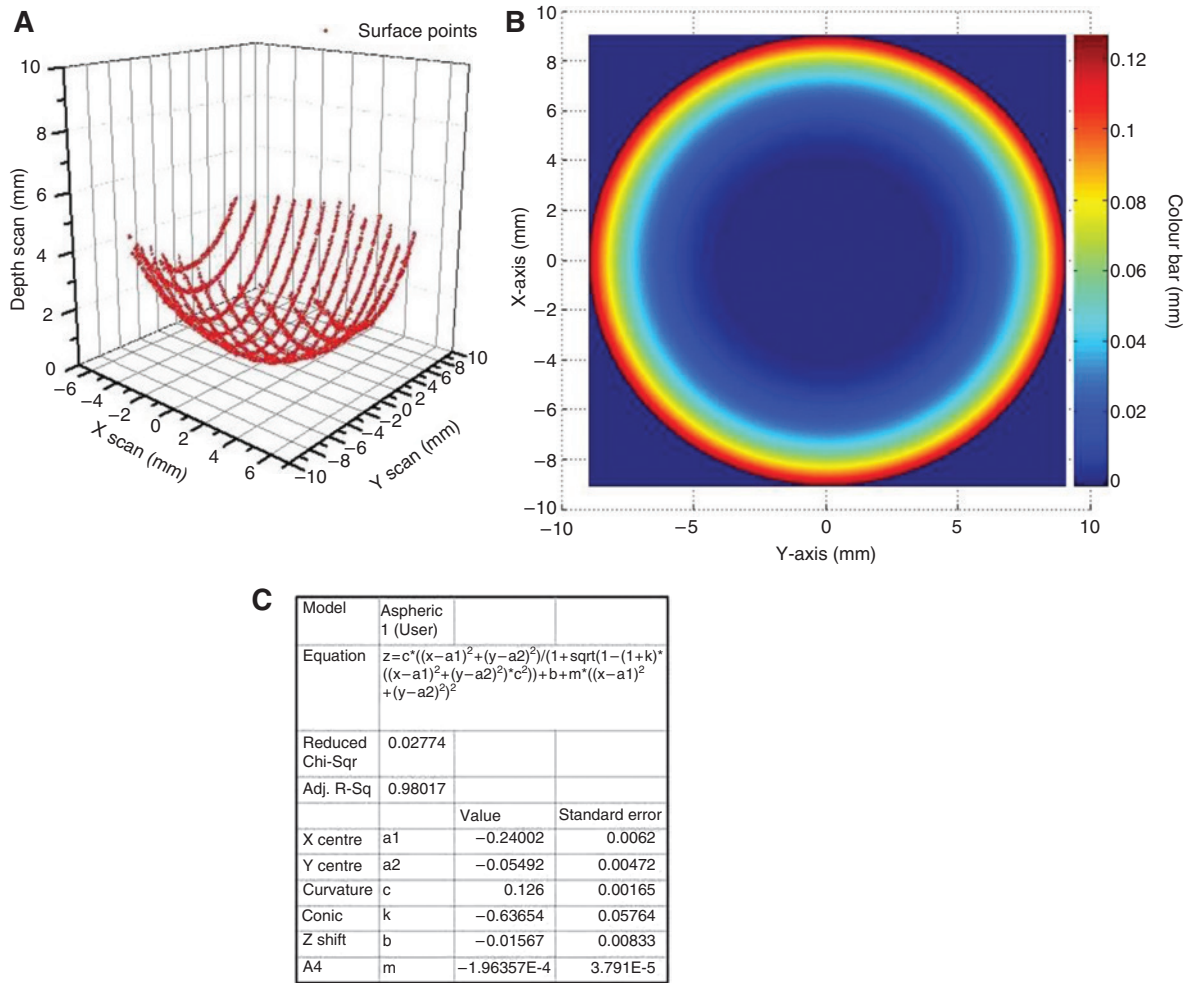 A
Surface points
10
8
6
4
2
0
Depth scan (mm)
−6
−4
−2
0
2
4
6
X scan (mm)
−10
−8
−6
−4
−2
0
2
4
6
8
10
Y scan (mm)
B
10
8
6
4
2
0
−2
−4
−6
−8
−10
X-axis (mm)
−10
−5
0
5
10
Y-axis (mm)
0.12
0.1
0.08
0.06
0.04
0.02
0
Colour bar (mm)
C
Model Aspheric
1 (User)
Equation z=c*((x−a1)²+(y−a2)²)/(1+sqrt(1−(1+k)*
((x−a1)²+(y−a2)²)*c²))+b+m*((x−a1)²
+(y−a2)²)²
Reduced 0.02774
Chi-Sqr
Adj. R-Sq 0.98017
Value Standard error
X centre a1 −0.24002 0.0062
Y centre a2 −0.05492 0.00472
Curvature c 0.126 0.00165
Conic k −0.63654 0.05764
Z shift b −0.01567 0.00833
A4 m −1.96357E-4 3.791E-5